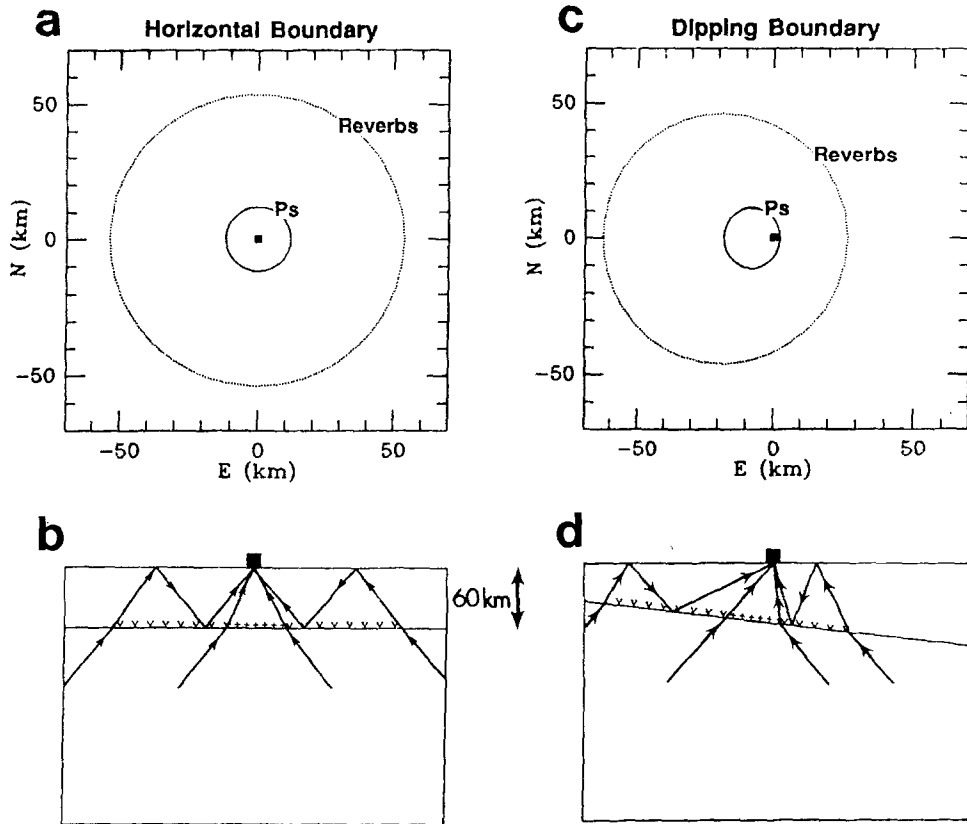 a
Horizontal Boundary
50
0
-50
N (km)
Reverbs
Ps
-50 0 50
E (km)
c
Dipping Boundary
50
0
-50
N (km)
Reverbs
Ps
-50 0 50
E (km)
b
60km
d